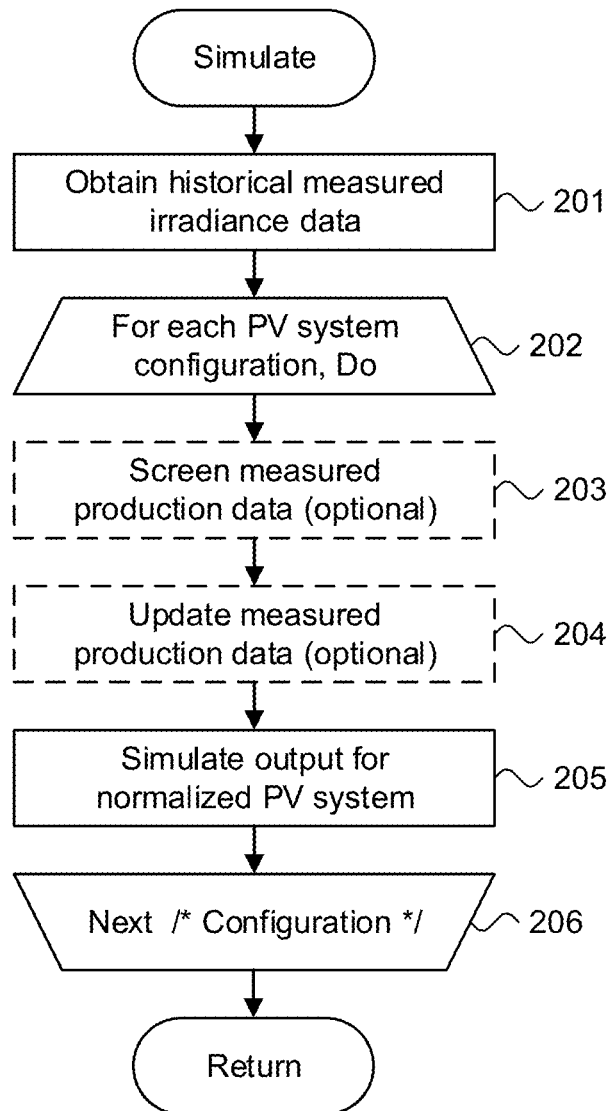 Simulate
Obtain historical measured
irradiance data
201
For each PV system
configuration, Do
202
Screen measured
production data (optional)
203
Update measured
production data (optional)
204
Simulate output for
normalized PV system
205
Next /* Configuration */
206
Return